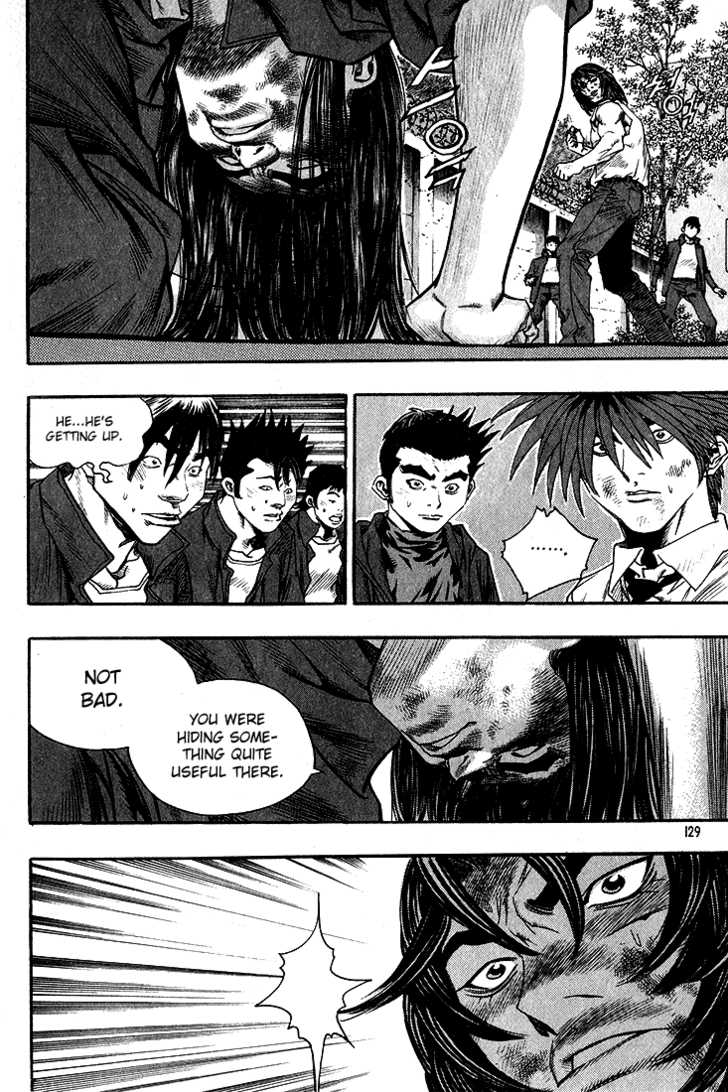 HE...HE'S
GETTING UP.
.......
NOT
BAD.
YOU WERE
HIDING SOME-
THING QUITE
USEFUL THERE.
129